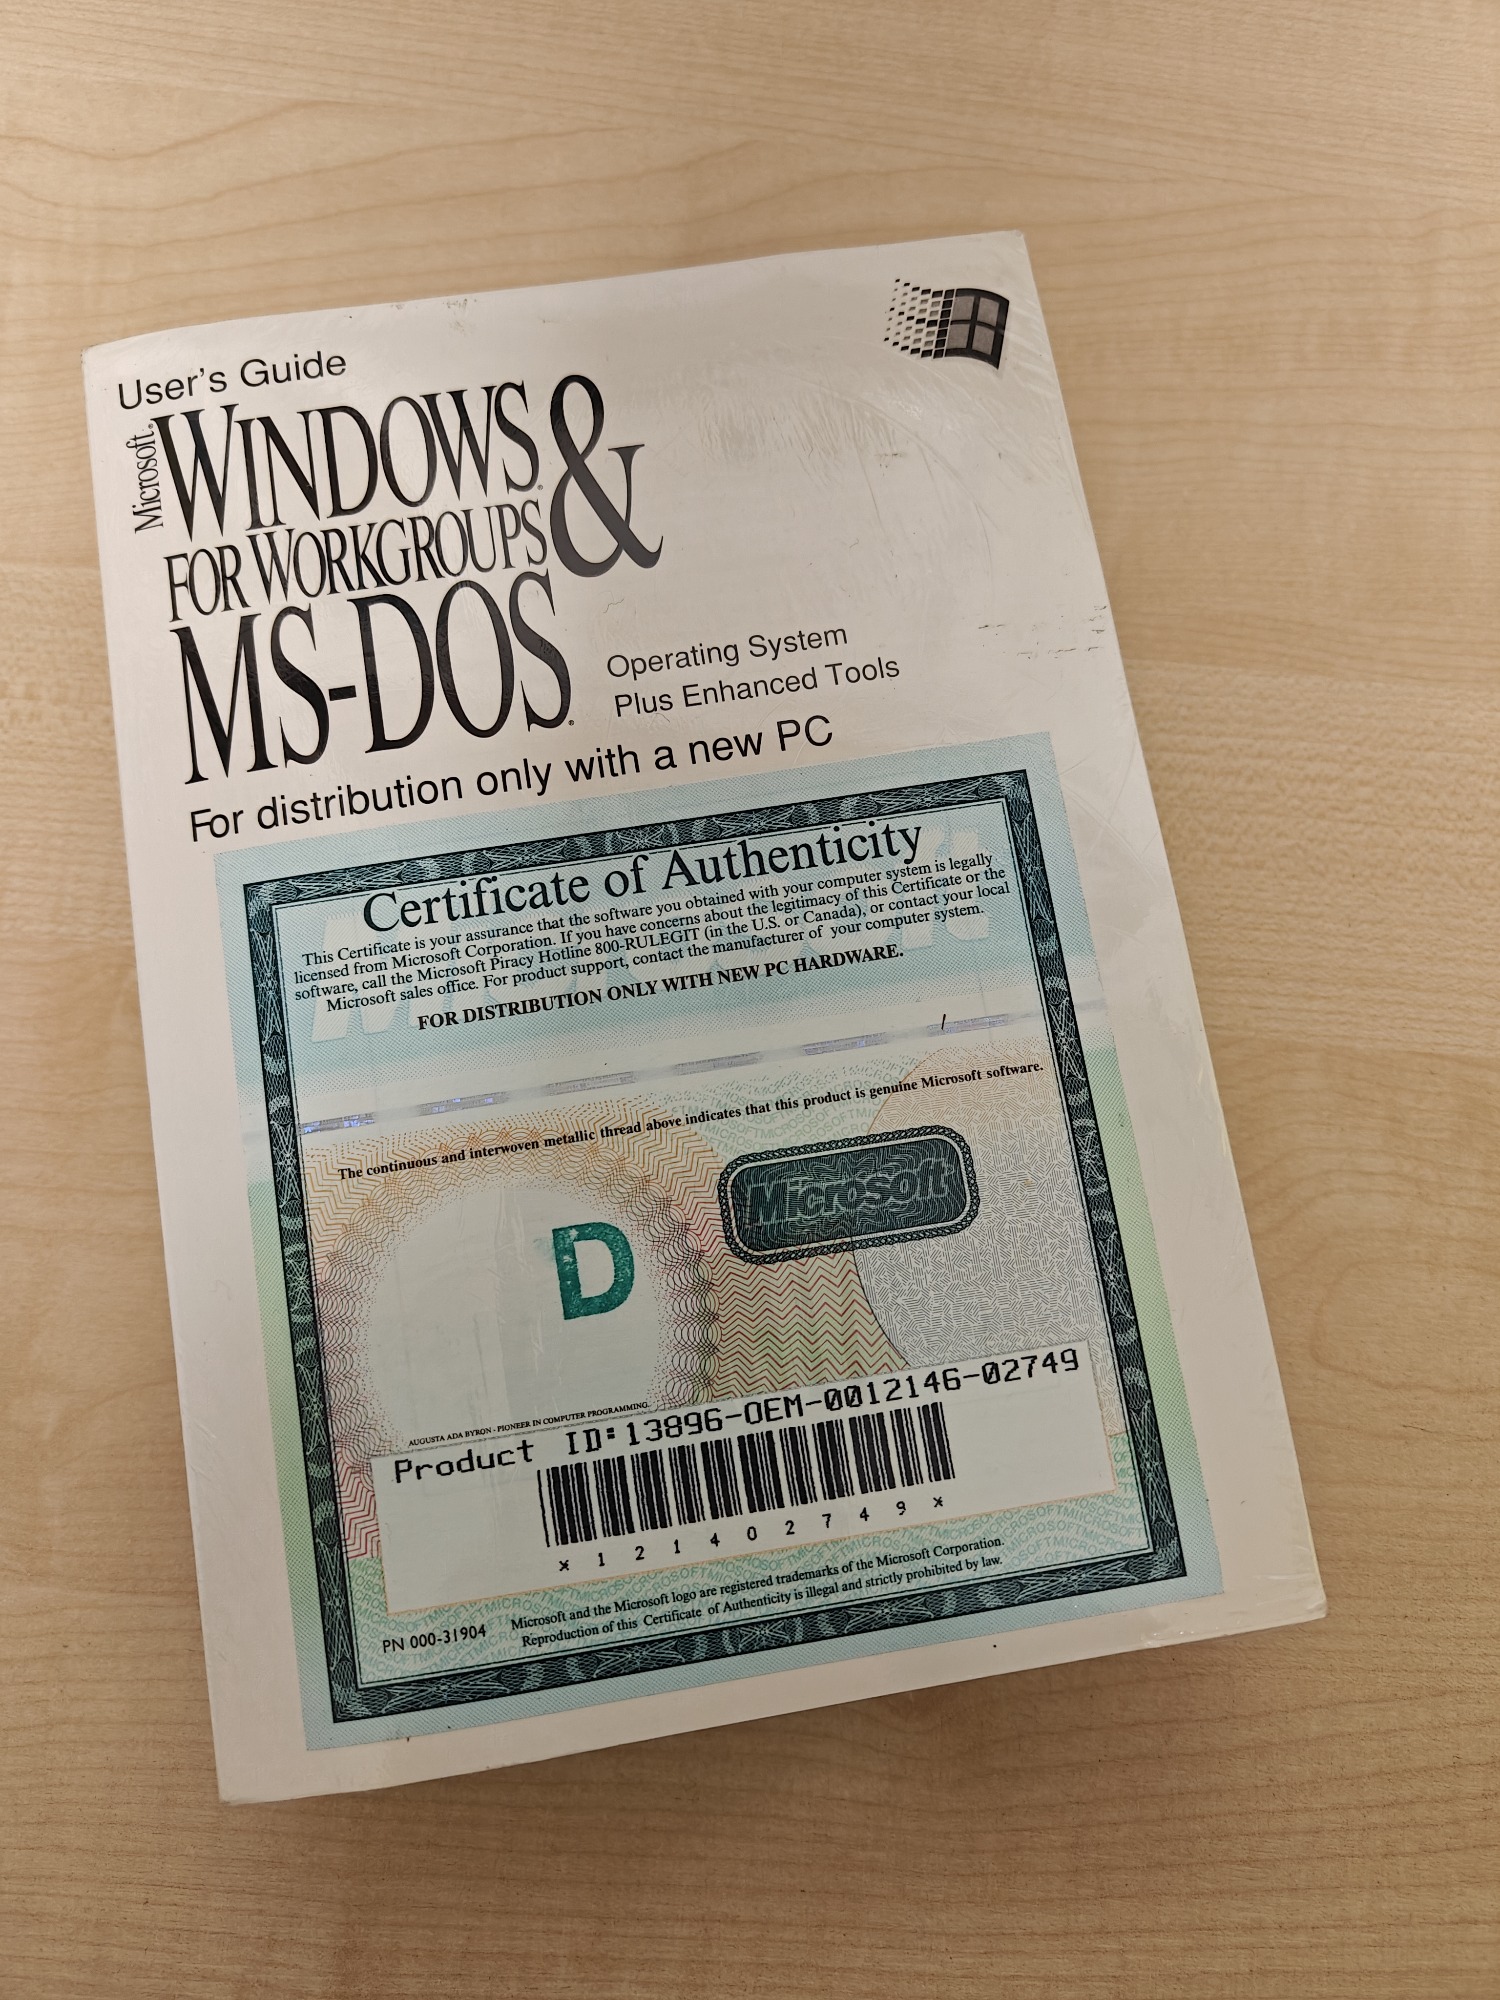 User's Guide
Microsoft®
WINDOWS®
FOR WORKGROUPS
&
MS-DOS®
Operating System
Plus Enhanced Tools
For distribution only with a new PC
Certificate of Authenticity
This Certificate is your assurance that the software you obtained with your computer system is legally
licensed from Microsoft Corporation. If you have concerns about the legitimacy of this Certificate or the
software, call the Microsoft Piracy Hotline 800-RULEGIT (in the U.S. or Canada), or contact your local
Microsoft sales office. For product support, contact the manufacturer of your computer system.
FOR DISTRIBUTION ONLY WITH NEW PC HARDWARE.
The continuous and interwoven metallic thread above indicates that this product is genuine Microsoft software.
Microsoft
D
AUGUSTA ADA BYRON - PIONEER IN COMPUTER PROGRAMMING.
Product ID:13896-OEM-0012146-02749
* 1 2 1 4 0 2 7 4 9 *
Microsoft and the Microsoft logo are registered trademarks of the Microsoft Corporation.
Reproduction of this Certificate of Authenticity is illegal and strictly prohibited by law.
PN 000-31904